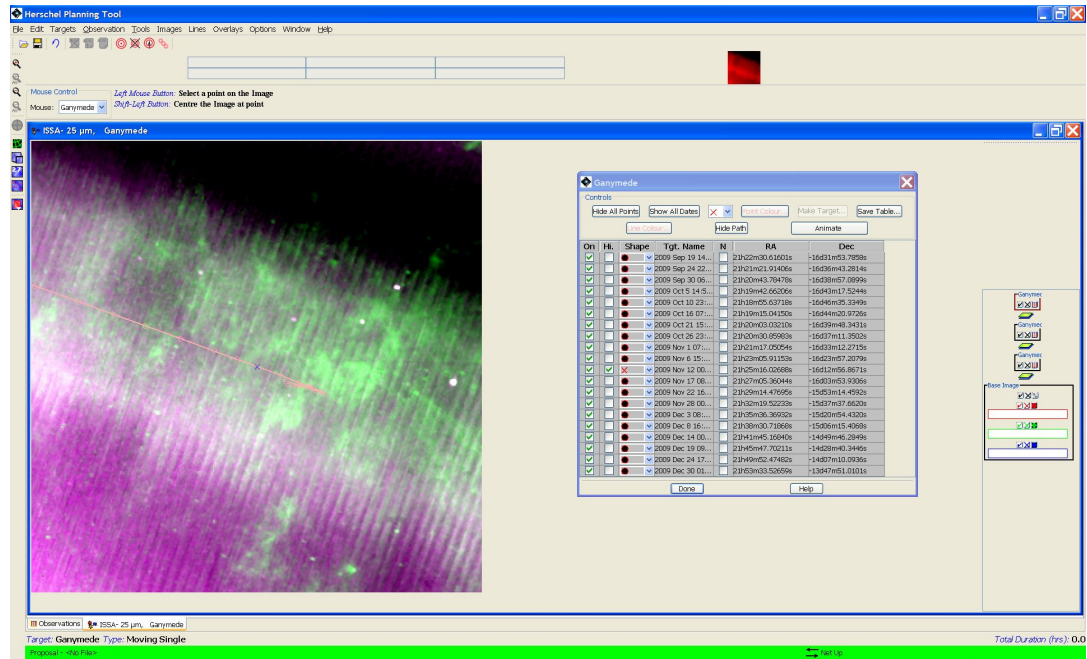 Herschel Planning Tool
File Edit Targets Observation Tools Images Lines Overlays Options Window Help
Mouse Control
Left Mouse Button: Select a point on the Image
Mouse: Ganymede
Shift-Left Button: Centre the Image at point
ISSA- 25 μm, Ganymede
Ganymede
Controls
Hide All Points Show All Dates Point Colour... Make Target... Save Table...
Line Colour... Hide Path Animate
On Hi. Shape Tgt. Name N RA Dec
2009 Sep 19 14... 21h22m30.61601s -16d31m53.7858s
2009 Sep 24 22... 21h21m21.91406s -16d36m43.2814s
2009 Sep 30 06... 21h20m43.78478s -16d38m57.0899s
2009 Oct 5 14:5... 21h19m42.66206s -16d43m17.5244s
2009 Oct 10 23:... 21h18m55.63718s -16d46m35.3349s
2009 Oct 16 07:... 21h19m15.04150s -16d44m20.9726s
2009 Oct 21 15:... 21h20m03.03210s -16d39m48.3431s
2009 Oct 26 23:... 21h20m30.85983s -16d37m11.3502s
2009 Nov 1 07:... 21h21m17.05054s -16d33m12.2715s
2009 Nov 6 15:... 21h23m05.91153s -16d23m57.2079s
2009 Nov 12 00... 21h25m16.02688s -16d12m56.8671s
2009 Nov 17 08... 21h27m05.36044s -16d03m53.9306s
2009 Nov 22 16... 21h29m14.47695s -15d53m14.4592s
2009 Nov 28 00... 21h32m19.52233s -15d37m37.6620s
2009 Dec 3 08:... 21h35m36.36932s -15d20m54.4320s
2009 Dec 8 16:... 21h38m30.71868s -15d06m15.4068s
2009 Dec 14 00... 21h41m45.16840s -14d49m46.2849s
2009 Dec 19 09... 21h45m47.70211s -14d28m40.3446s
2009 Dec 24 17... 21h49m52.47482s -14d07m10.0936s
2009 Dec 30 01... 21h53m33.52659s -13d47m51.0101s
Done Help
Ganymec
Ganymec
Ganymec
Base Image
Observations ISSA- 25 μm, Ganymede
Target: Ganymede Type: Moving Single Total Duration (hrs): 0.0
Proposal - <No File> Net Up